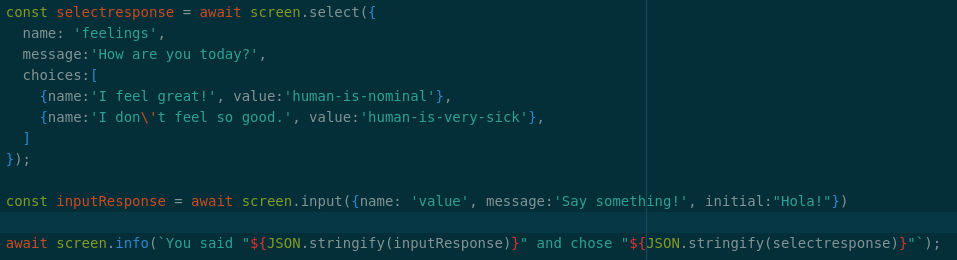 const selectresponse = await screen.select({
  name: 'feelings',
  message:'How are you today?',
  choices:[
    {name:'I feel great!', value:'human-is-nominal'},
    {name:'I don\'t feel so good.', value:'human-is-very-sick'},
  ]
});

const inputResponse = await screen.input({name: 'value', message:'Say something!', initial:"Hola!"})

await screen.info(`You said "${JSON.stringify(inputResponse)}" and chose "${JSON.stringify(selectresponse)}"`);